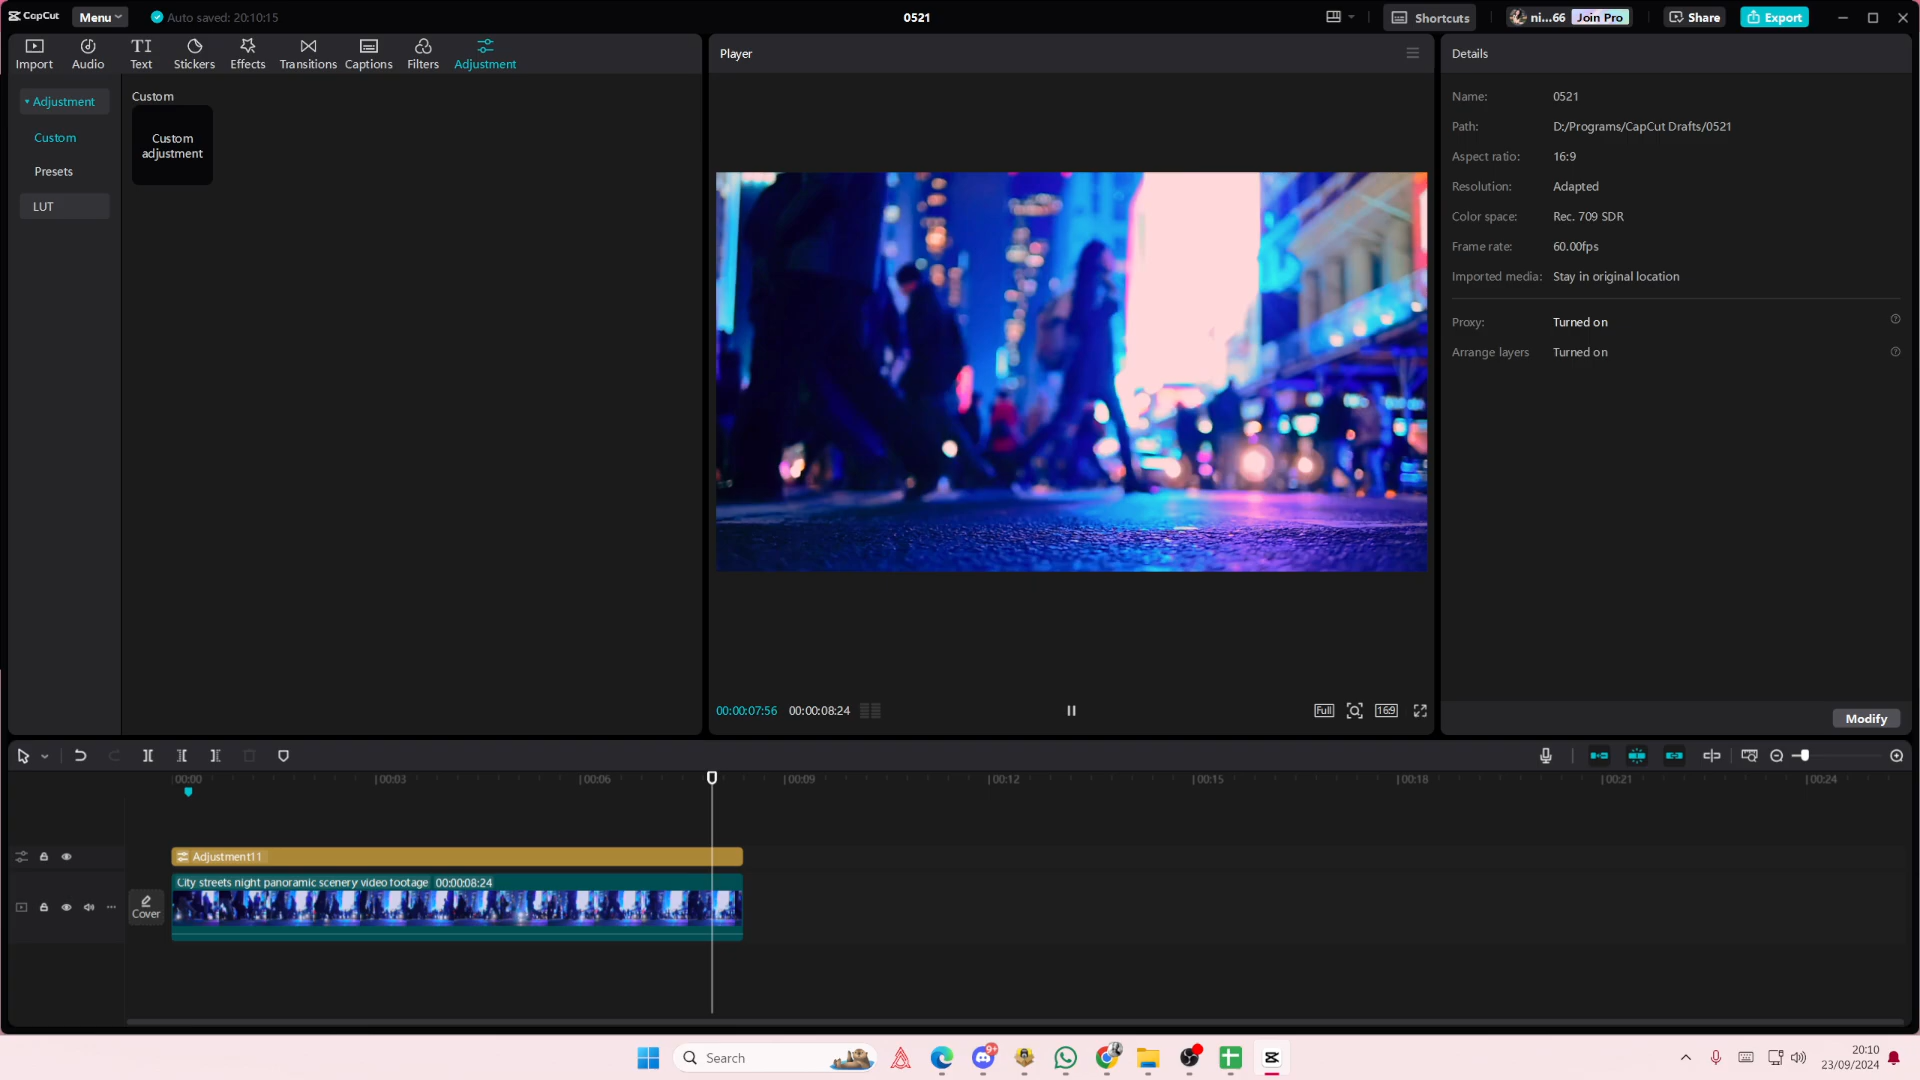 CapCut
Menu
Auto saved: 20:10:15
0521
Shortcuts
ni...66
Join Pro
Share
Export
Import
Audio
Text
Stickers
Effects
Transitions
Captions
Filters
Adjustment
Adjustment
Custom
Presets
LUT
Custom
Custom
adjustment
Player
00:00:07:56
00:00:08:24
Full
16:9
Details
Name: 0521
Path: D:/Programs/CapCut Drafts/0521
Aspect ratio: 16:9
Resolution: Adapted
Color space: Rec. 709 SDR
Frame rate: 60.00fps
Imported media: Stay in original location
Proxy: Turned on
Arrange layers Turned on
Modify
00:00
00:03
00:06
00:09
00:12
00:15
00:18
00:21
00:24
Adjustment11
Cover
City streets night panoramic scenery video footage 00:00:08:24
Search
9+
20:10
23/09/2024